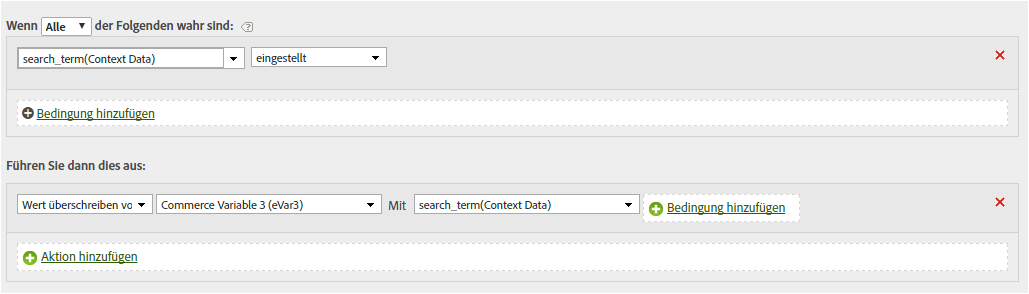 Wenn Alle der Folgenden wahr sind:
search_term(Context Data) eingestellt
Bedingung hinzufügen
Führen Sie dann dies aus:
Wert überschreiben vo Commerce Variable 3 (eVar3) Mit search_term(Context Data) Bedingung hinzufügen
Aktion hinzufügen